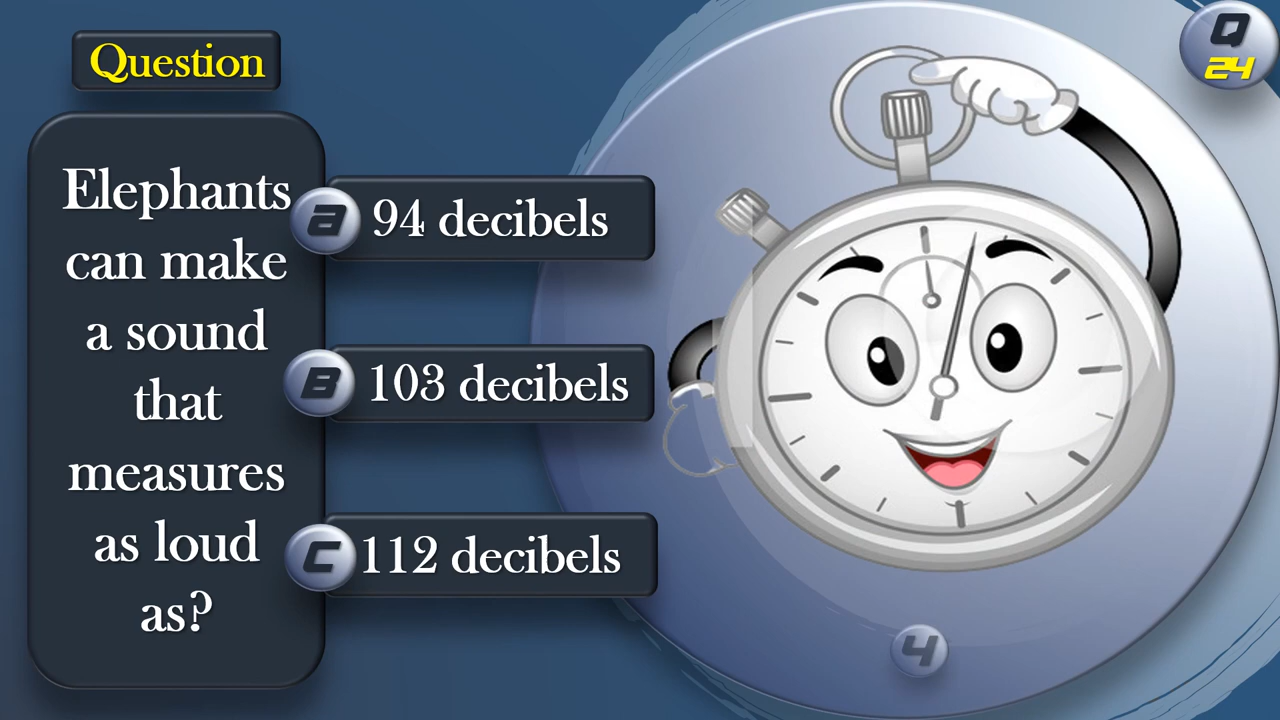 Question
Q
24
Elephants
can make
a sound
that
measures
as loud
as?
a 94 decibels
B 103 decibels
C 112 decibels
4